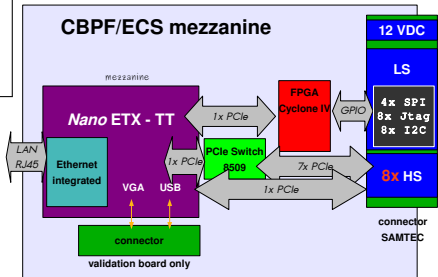 CBPF/ECS mezzanine
12 VDC
mezzanine
LS
Nano ETX - TT
1x PCIe
FPGA
Cyclone IV
GPIO
4x SPI
8x Jtag
8x I2C
LAN
RJ45
Ethernet
integrated
1x PCIe
PCIe Switch
8509
7x PCIe
8x HS
VGA
USB
1x PCIe
connector
SAMTEC
connector
validation board only